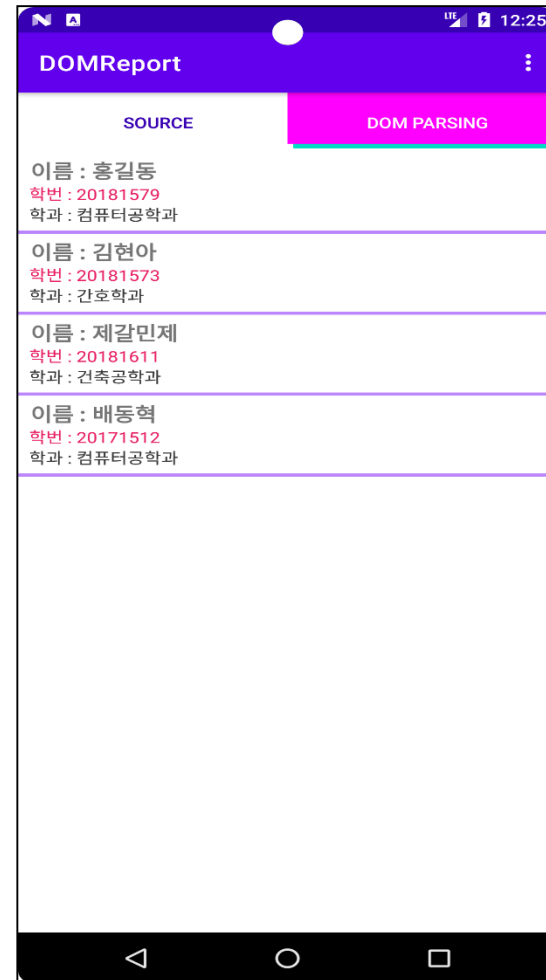 LTE 12:25
DOMReport
SOURCE DOM PARSING
이름 : 홍길동
학번 : 20181579
학과 : 컴퓨터공학과
이름 : 김현아
학번 : 20181573
학과 : 간호학과
이름 : 제갈민제
학번 : 20181611
학과 : 건축공학과
이름 : 배동혁
학번 : 20171512
학과 : 컴퓨터공학과